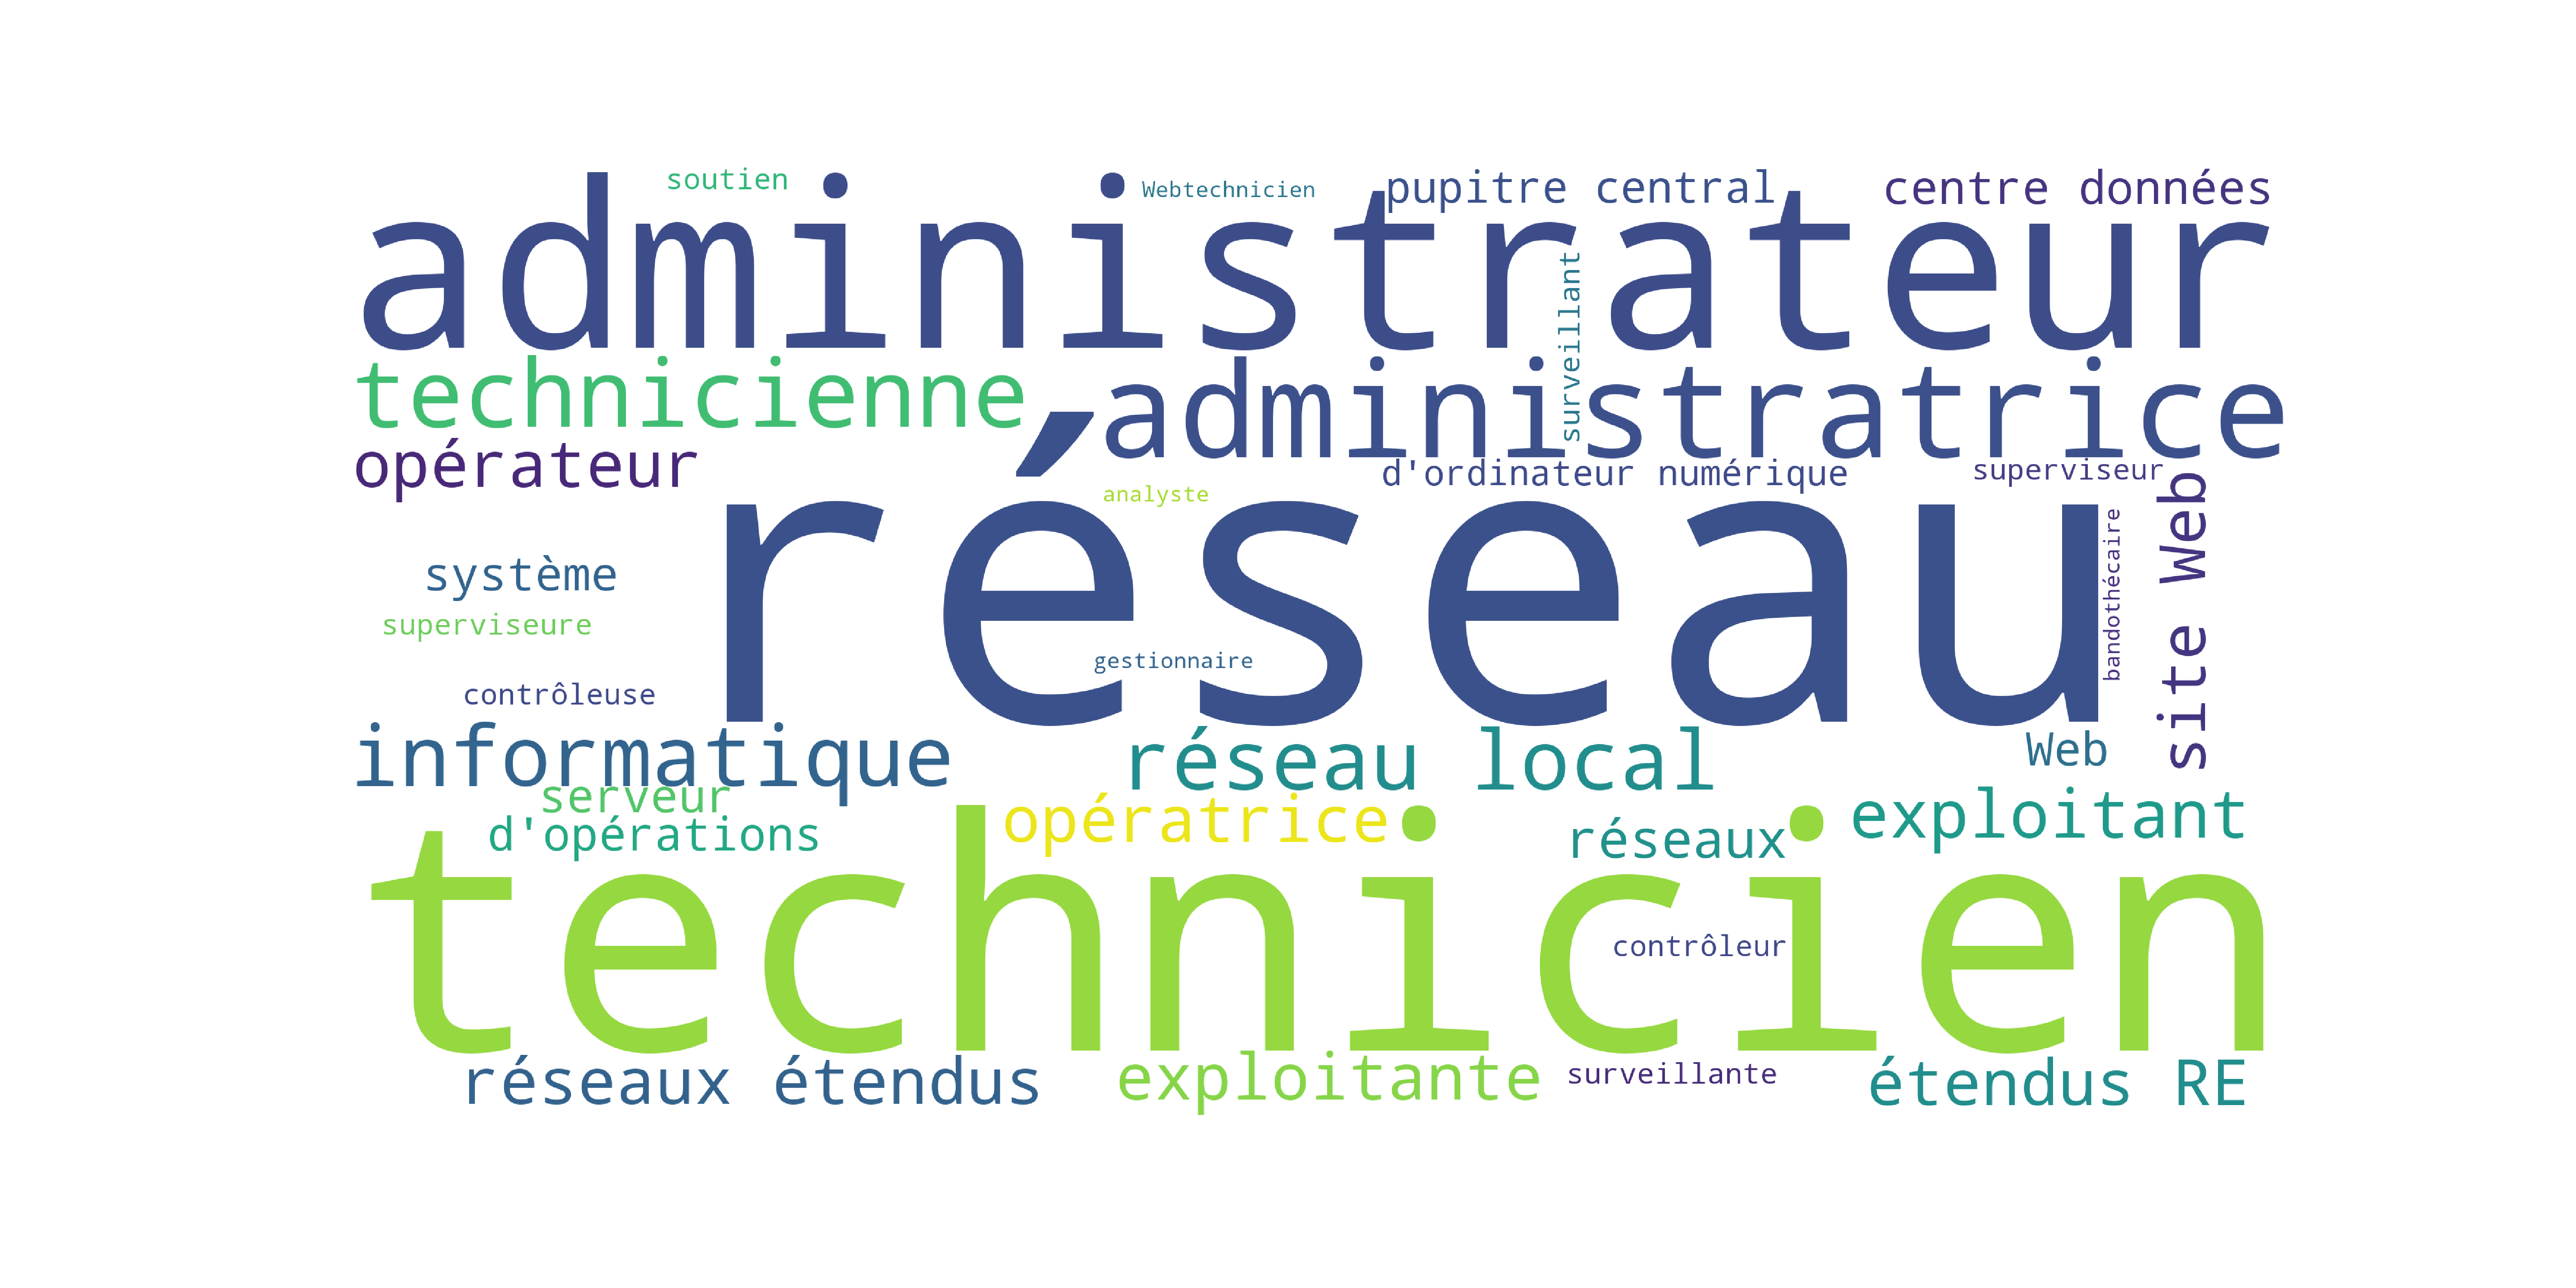 soutien
Webtechnicien
pupitre central
centre données
administrateur
surveillant
technicienne
administratrice
opérateur
d'ordinateur numérique
superviseur
analyste
réseau
site Web
bandothécaire
système
superviseure
gestionnaire
contrôleuse
informatique
réseau local
Web
serveur
opératrice
exploitant
d'opérations
réseaux
technicien
contrôleur
réseaux étendus
exploitante
surveillante
étendus RE